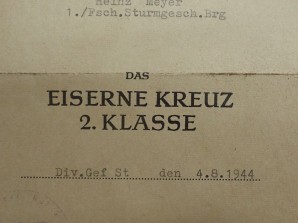 Heinz Meyer
1./Fsch.Sturmgesch.Brg
DAS
EISERNE KREUZ
2. KLASSE
Div.Gef St den 4.8.1944